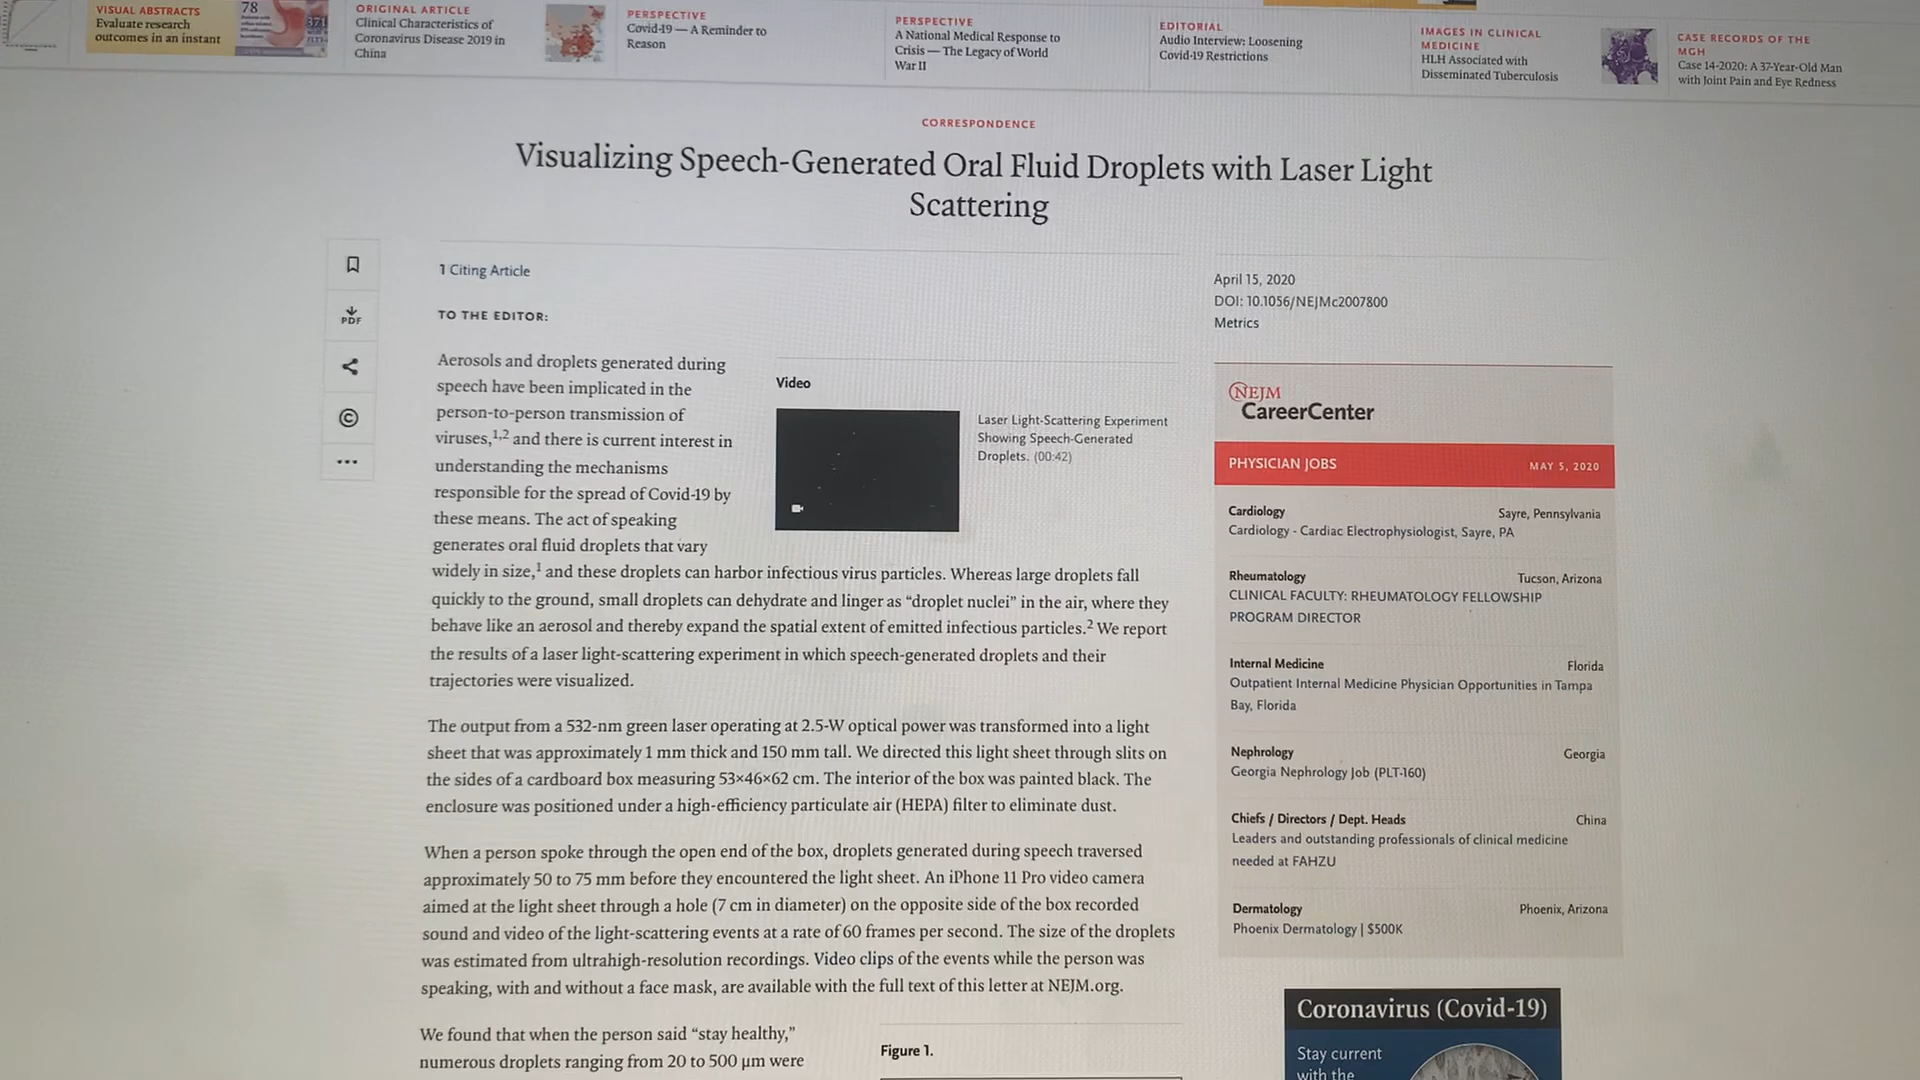 VISUAL ABSTRACTS
Evaluate research
outcomes in an instant
78
371
ORIGINAL ARTICLE
Clinical Characteristics of
Coronavirus Disease 2019 in
China
PERSPECTIVE
Covid-19 — A Reminder to
Reason
PERSPECTIVE
A National Medical Response to
Crisis — The Legacy of World
War II
EDITORIAL
Audio Interview: Loosening
Covid-19 Restrictions
IMAGES IN CLINICAL
MEDICINE
HLH Associated with
Disseminated Tuberculosis
CASE RECORDS OF THE
MGH
Case 14-2020: A 37-Year-Old Man
with Joint Pain and Eye Redness
CORRESPONDENCE
Visualizing Speech-Generated Oral Fluid Droplets with Laser Light
Scattering
PDF
1 Citing Article
TO THE EDITOR:
Aerosols and droplets generated during
speech have been implicated in the
person-to-person transmission of
viruses,1,2 and there is current interest in
understanding the mechanisms
responsible for the spread of Covid-19 by
these means. The act of speaking
generates oral fluid droplets that vary
widely in size,1 and these droplets can harbor infectious virus particles. Whereas large droplets fall
quickly to the ground, small droplets can dehydrate and linger as “droplet nuclei” in the air, where they
behave like an aerosol and thereby expand the spatial extent of emitted infectious particles.2 We report
the results of a laser light-scattering experiment in which speech-generated droplets and their
trajectories were visualized.
Video
Laser Light-Scattering Experiment
Showing Speech-Generated
Droplets. (00:42)
The output from a 532-nm green laser operating at 2.5-W optical power was transformed into a light
sheet that was approximately 1 mm thick and 150 mm tall. We directed this light sheet through slits on
the sides of a cardboard box measuring 53×46×62 cm. The interior of the box was painted black. The
enclosure was positioned under a high-efficiency particulate air (HEPA) filter to eliminate dust.
When a person spoke through the open end of the box, droplets generated during speech traversed
approximately 50 to 75 mm before they encountered the light sheet. An iPhone 11 Pro video camera
aimed at the light sheet through a hole (7 cm in diameter) on the opposite side of the box recorded
sound and video of the light-scattering events at a rate of 60 frames per second. The size of the droplets
was estimated from ultrahigh-resolution recordings. Video clips of the events while the person was
speaking, with and without a face mask, are available with the full text of this letter at NEJM.org.
We found that when the person said “stay healthy,”
numerous droplets ranging from 20 to 500 μm were
Figure 1.
April 15, 2020
DOI: 10.1056/NEJMc2007800
Metrics
NEJM
CareerCenter
PHYSICIAN JOBS MAY 5, 2020
Cardiology Sayre, Pennsylvania
Cardiology - Cardiac Electrophysiologist, Sayre, PA
Rheumatology Tucson, Arizona
CLINICAL FACULTY: RHEUMATOLOGY FELLOWSHIP
PROGRAM DIRECTOR
Internal Medicine Florida
Outpatient Internal Medicine Physician Opportunities in Tampa
Bay, Florida
Nephrology Georgia
Georgia Nephrology Job (PLT-160)
Chiefs / Directors / Dept. Heads China
Leaders and outstanding professionals of clinical medicine
needed at FAHZU
Dermatology Phoenix, Arizona
Phoenix Dermatology | $500K
Coronavirus (Covid-19)
Stay current
with the